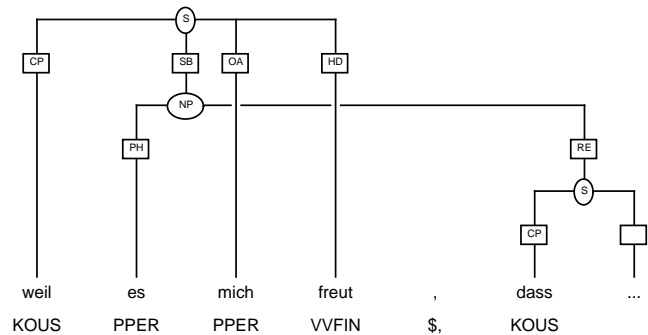 S
CP SB OA HD
NP
PH RE
S
CP
weil es mich freut , dass ...
KOUS PPER PPER VVFIN $, KOUS